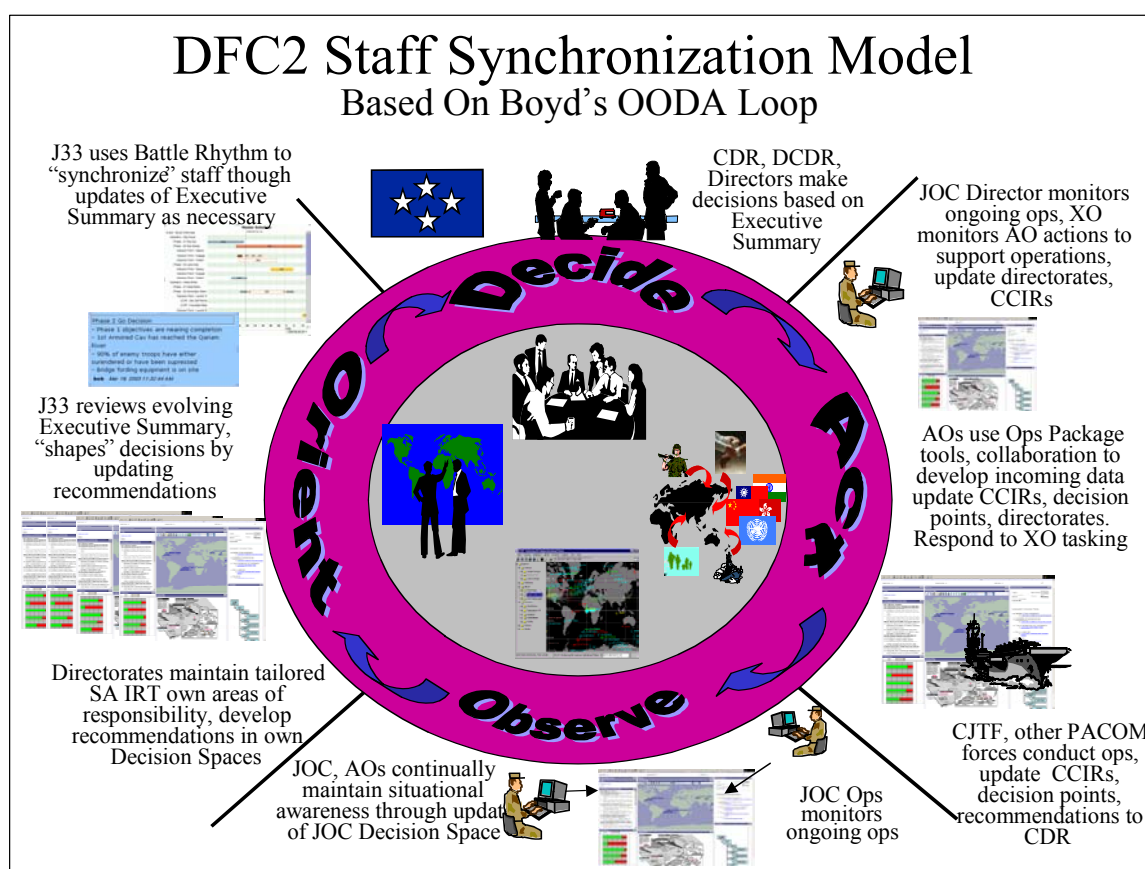 DFC2 Staff Synchronization Model
Based On Boyd's OODA Loop
J33 uses Battle Rhythm to
“synchronize” staff though
updates of Executive
Summary as necessary
CDR, DCDR,
Directors make
decisions based on
Executive
Summary
JOC Director monitors
ongoing ops, XO
monitors AO actions to
support operations,
update directorates,
CCIRs
Decide
Phase 2 Go Decision
- Phase 1 objectives are nearing completion
- 1st Armored Cav has reached the
River
- 90% of enemy troops have either
surendered or have been supressed
- Bridge fording equipment is on site
J33 reviews evolving
Executive Summary,
“shapes” decisions by
updating
recommendations
Orient
Act
AOs use Ops Package
tools, collaboration to
develop incoming data
update CCIRs, decision
points, directorates.
Respond to XO tasking
Directorates maintain tailored
SA IRT own areas of
responsibility, develop
recommendations in own
Decision Spaces
Observe
JOC, AOs continually
maintain situational
awareness through updat
of JOC Decision Space
JOC Ops
monitors
ongoing ops
CJTF, other PACOM
forces conduct ops,
update CCIRs,
decision points,
recommendations to
CDR